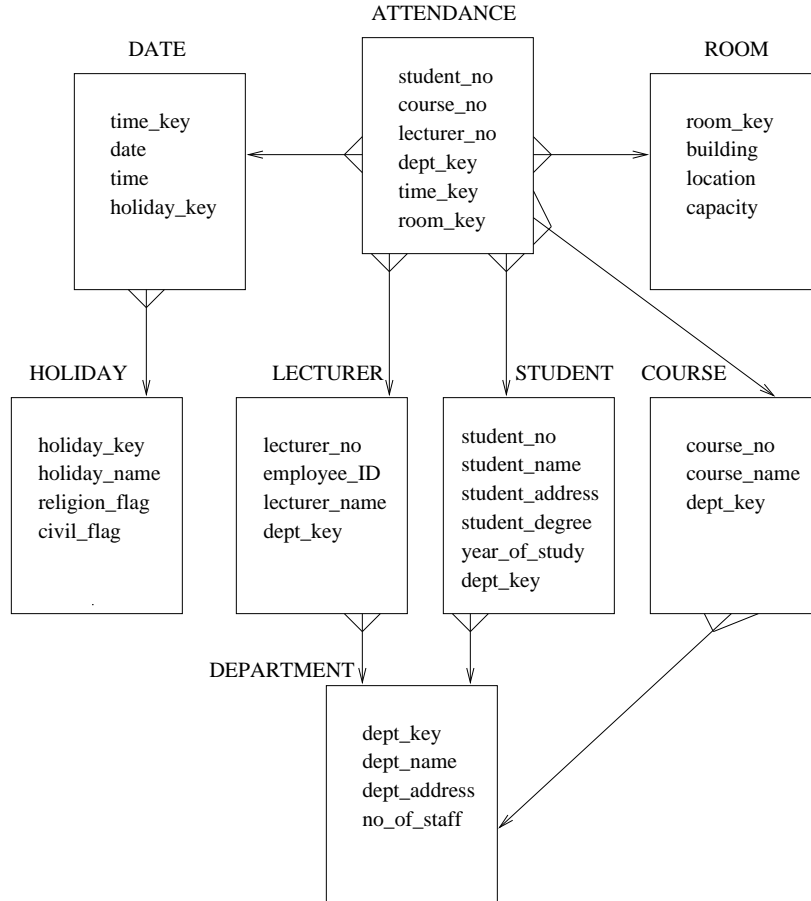 ATTENDANCE
student_no
course_no
lecturer_no
dept_key
time_key
room_key
DATE
time_key
date
time
holiday_key
ROOM
room_key
building
location
capacity
HOLIDAY
holiday_key
holiday_name
religion_flag
civil_flag
.
LECTURER
lecturer_no
employee_ID
lecturer_name
dept_key
STUDENT
student_no
student_name
student_address
student_degree
year_of_study
dept_key
COURSE
course_no
course_name
dept_key
DEPARTMENT
dept_key
dept_name
dept_address
no_of_staff